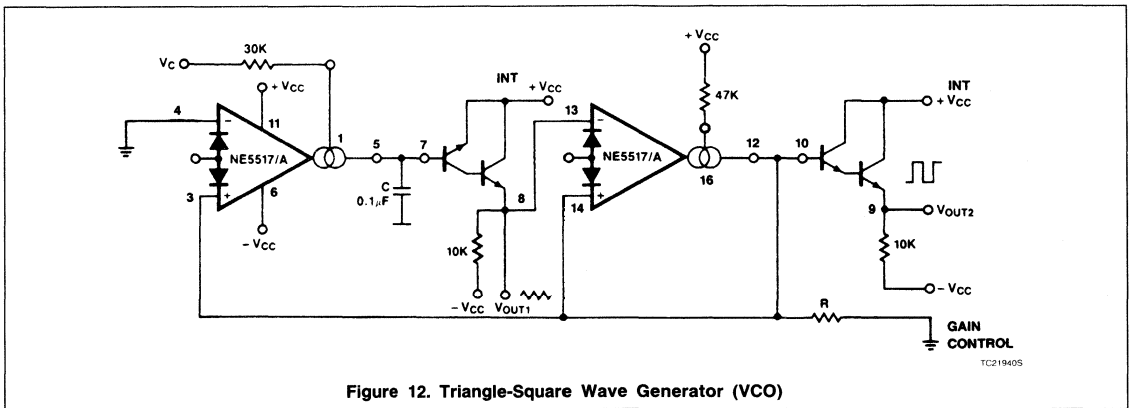 + VCC
30K
VC
47K
INT
+ VCC
+ VCC
INT
+ VCC
4
11
13
−
NE5517/A
1
5
7
−
NE5517/A
12
10
3
+
6
C
0.1µF
8
14
+
16
9
VOUT2
− VCC
10K
10K
− VCC
VOUT1
− VCC
R
GAIN
CONTROL
TC21940S
Figure 12. Triangle-Square Wave Generator (VCO)